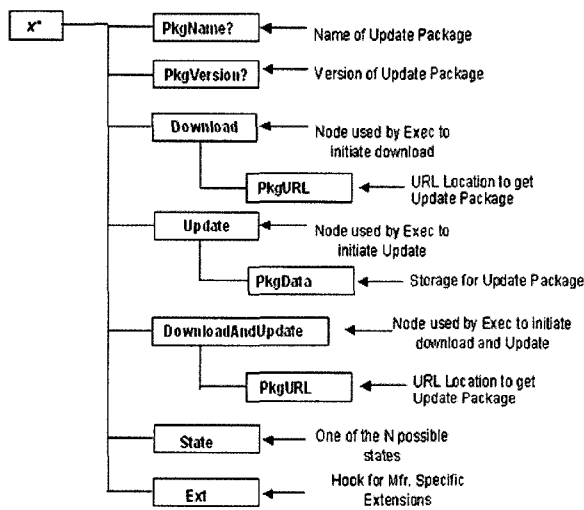 x*
PkgName?
Name of Update Package
PkgVersion?
Version of Update Package
Download
Node used by Exec to
initiate download
PkgURL
URL Location to get
Update Package
Update
Node used by Exec to
initiate Update
PkgData
Storage for Update Package
DownloadAndUpdate
Node used by Exec to initiate
download and Update
PkgURL
URL Location to get
Update Package
State
One of the N possible
states
Ext
Hook for Mfr. Specific
Extensions